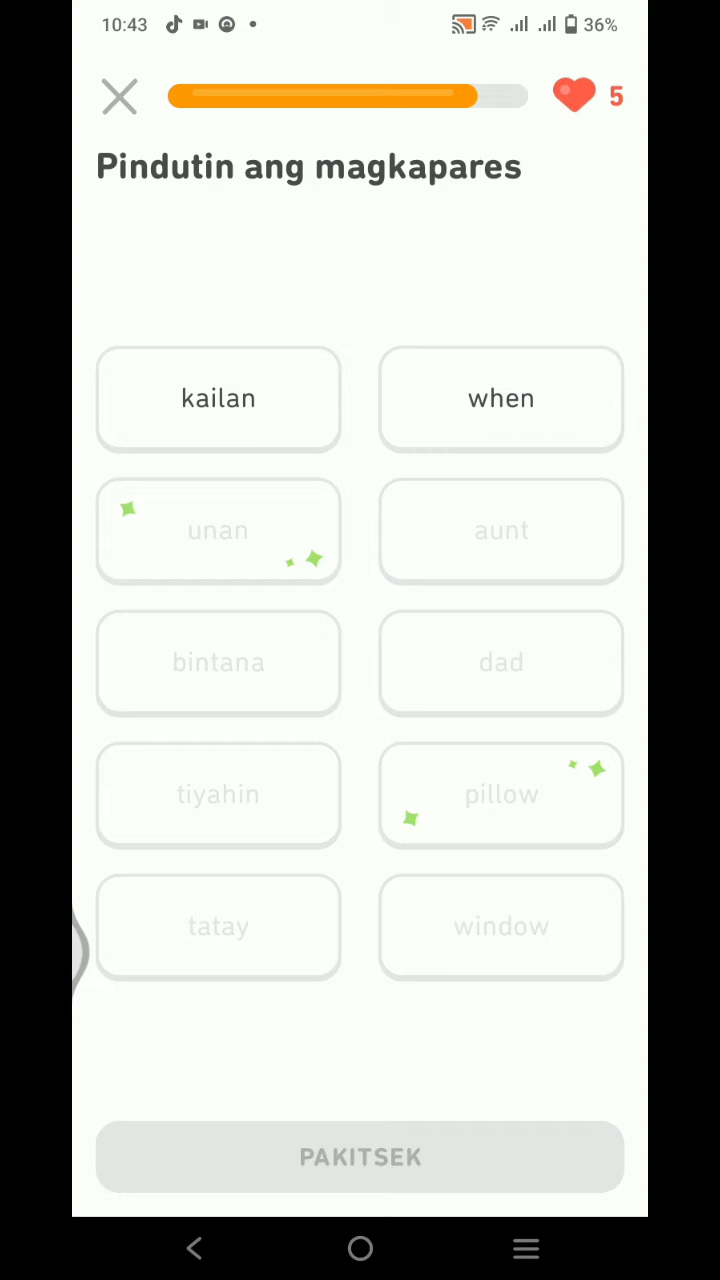 10:43 36%
5
Pindutin ang magkapares
kailan when
unan aunt
bintana dad
tiyahin pillow
tatay window
PAKITSEK